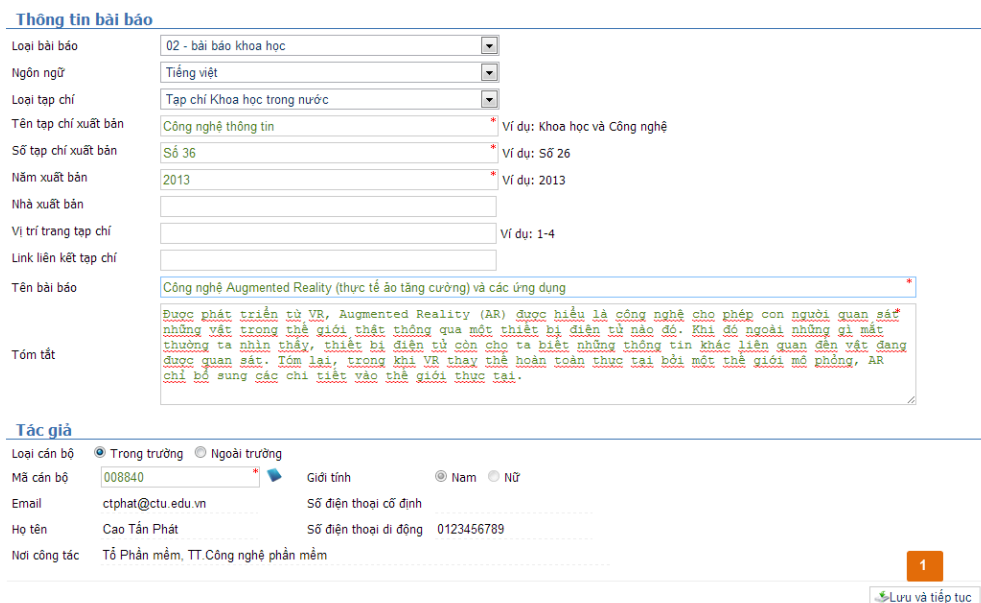 Thông tin bài báo
Loại bài báo 02 - bài báo khoa học
Ngôn ngữ Tiếng việt
Loại tạp chí Tạp chí Khoa học trong nước
Tên tạp chí xuất bản Công nghệ thông tin * Ví dụ: Khoa học và Công nghệ
Số tạp chí xuất bản Số 36 * Ví dụ: Số 26
Năm xuất bản 2013 * Ví dụ: 2013
Nhà xuất bản
Vị trí trang tạp chí Ví dụ: 1-4
Link liên kết tạp chí
Tên bài báo Công nghệ Augmented Reality (thực tế ảo tăng cường) và các ứng dụng *
Được phát triển từ VR, Augmented Reality (AR) được hiểu là công nghệ cho phép con người quan sát *
những vật trong thế giới thật thông qua một thiết bị điện tử nào đó. Khi đó ngoài những gì mắt
thường ta nhìn thấy, thiết bị điện tử còn cho ta biết những thông tin khác liên quan đến vật đang
Tóm tắt
được quan sát. Tóm lại, trong khi VR thay thế hoàn toàn thực tại bởi một thế giới mô phỏng, AR
chỉ bổ sung các chi tiết vào thế giới thực tại.
Tác giả
Loại cán bộ Trong trường Ngoài trường
Mã cán bộ 008840 * Giới tính Nam Nữ
Email ctphat@ctu.edu.vn Số điện thoại cố định
Họ tên Cao Tấn Phát Số điện thoại di động 0123456789
Nơi công tác Tổ Phần mềm, TT.Công nghệ phần mềm
1
Lưu và tiếp tục